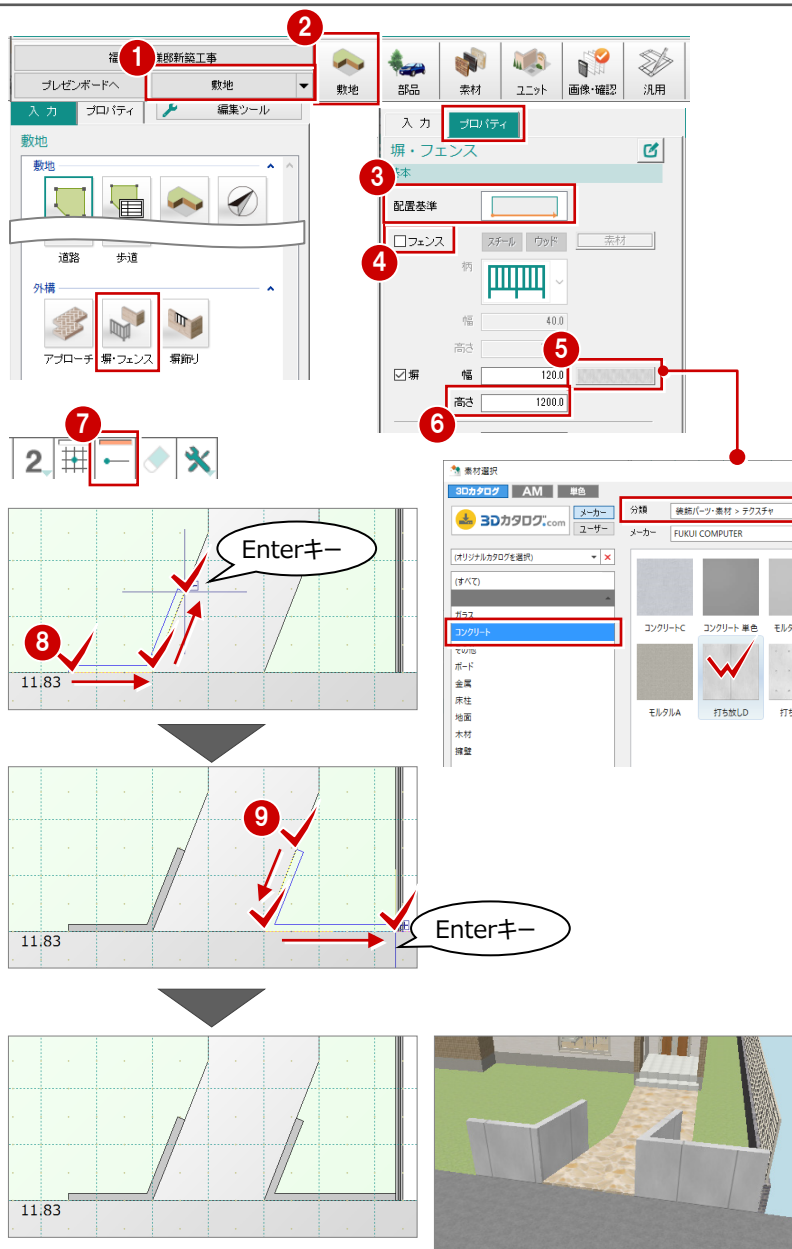 2
1
福 様邸新築工事
プレゼンボードへ
敷地
敷地
部品
素材
ユニット
画像・確認
汎用
入 力
プロパティ
編集ツール
敷地
敷地
道路
歩道
外構
アプローチ
塀・フェンス
塀飾り
入 力
プロパティ
塀・フェンス
3
基本
配置基準
4
フェンス
スチール
ウッド
素材
柄
幅
40.0
高さ
5
塀
幅
120.0
高さ
1200.0
6
7
2
素材選択
3Dカタログ
AM
単色
3Dカタログ.com
メーカー
ユーザー
分類
装飾パーツ・素材 > テクスチャ
メーカー
FUKUI COMPUTER
(オリジナルカタログを選択)
(すべて)
ガラス
コンクリート
その他
ボード
金属
床柱
地面
木材
擁壁
コンクリートC
コンクリート 単色
モルタ
モルタルA
打ち放しD
打ち
Enterキー
8
11.83
9
11.83
Enterキー
11.83